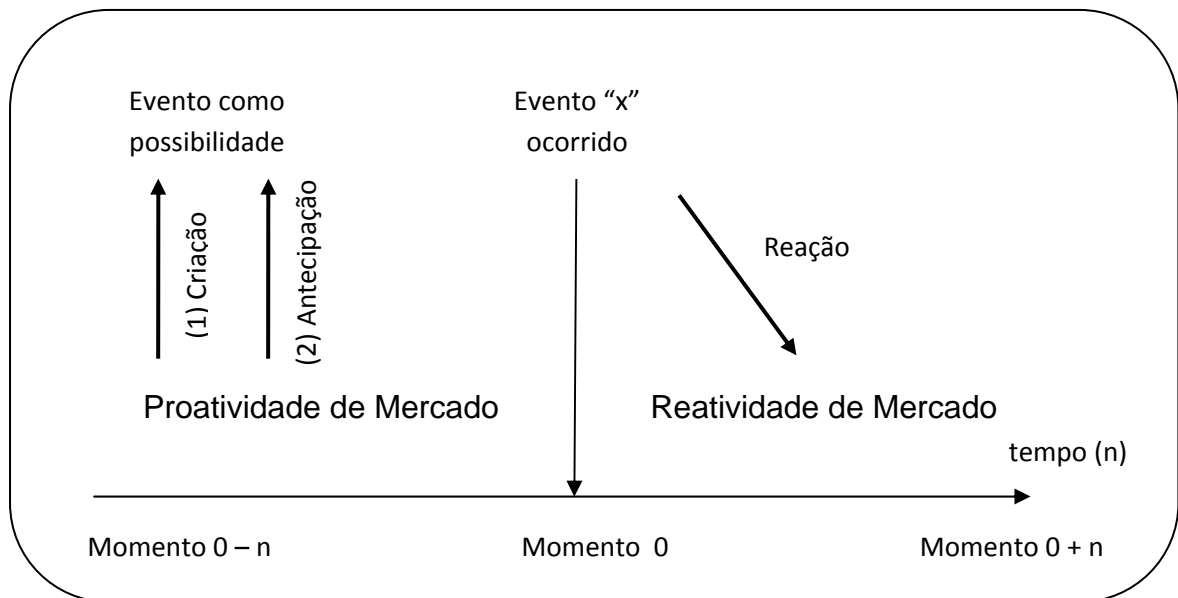 Evento como
possibilidade
Evento “x”
ocorrido
(1) Criação
(2) Antecipação
Reação
Proatividade de Mercado
Reatividade de Mercado
tempo (n)
Momento 0 – n
Momento 0
Momento 0 + n